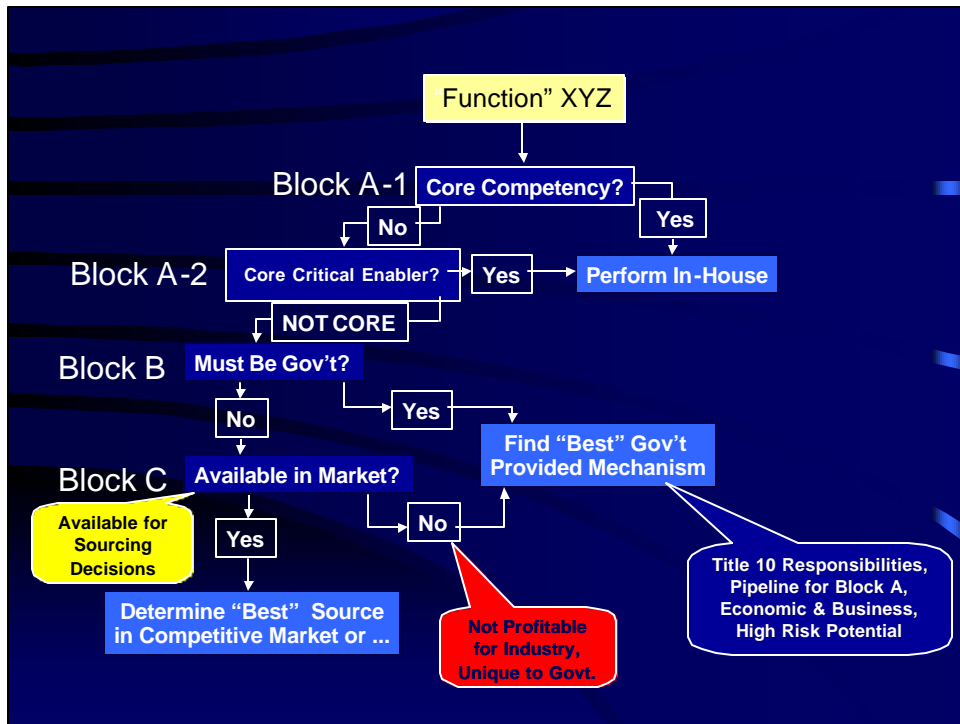 Function” XYZ
Block A-1
Core Competency?
No
Yes
Block A-2
Core Critical Enabler?
Yes
Perform In-House
NOT CORE
Block B
Must Be Gov't?
No
Yes
Find “Best” Gov't
Provided Mechanism
Block C
Available in Market?
Available for
Sourcing
Decisions
Yes
No
Title 10 Responsibilities,
Pipeline for Block A,
Economic & Business,
High Risk Potential
Determine “Best” Source
in Competitive Market or ...
Not Profitable
for Industry,
Unique to Govt.